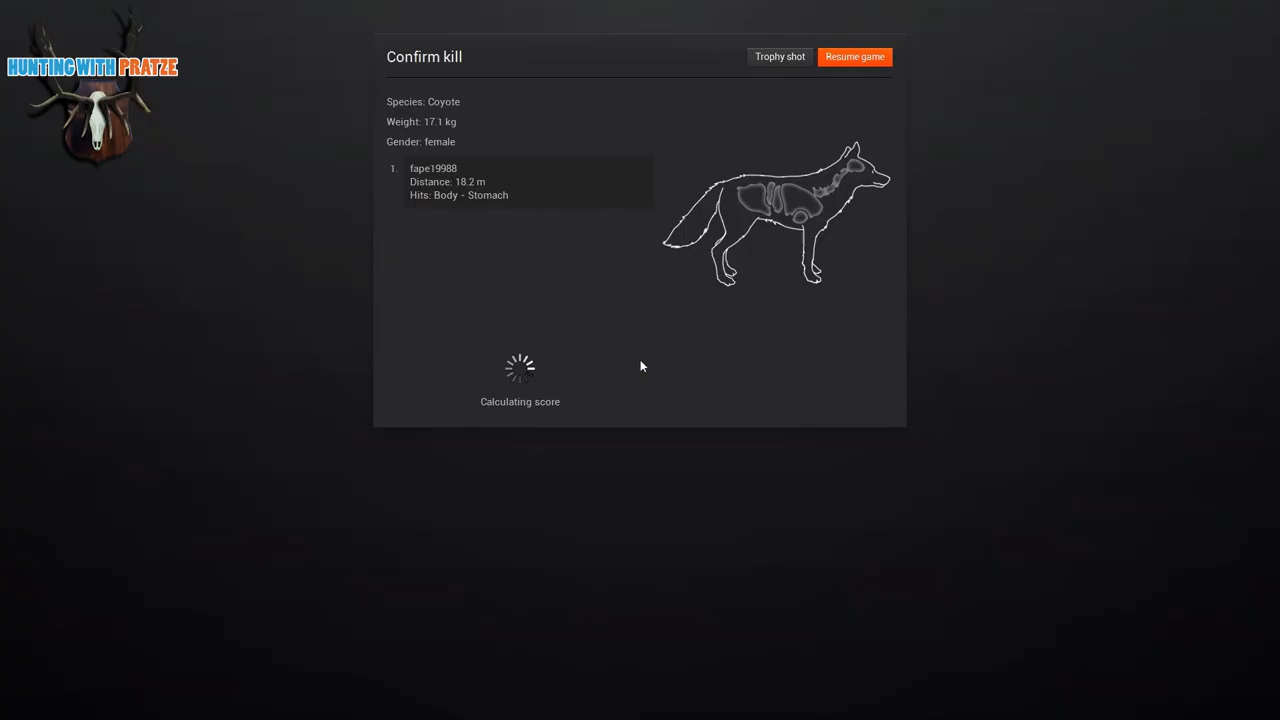 HUNTING WITH PRATZE
Confirm kill
Trophy shot
Resume game
Species: Coyote
Weight: 17.1 kg
Gender: female
1. fape19988
Distance: 18.2 m
Hits: Body - Stomach
Calculating score